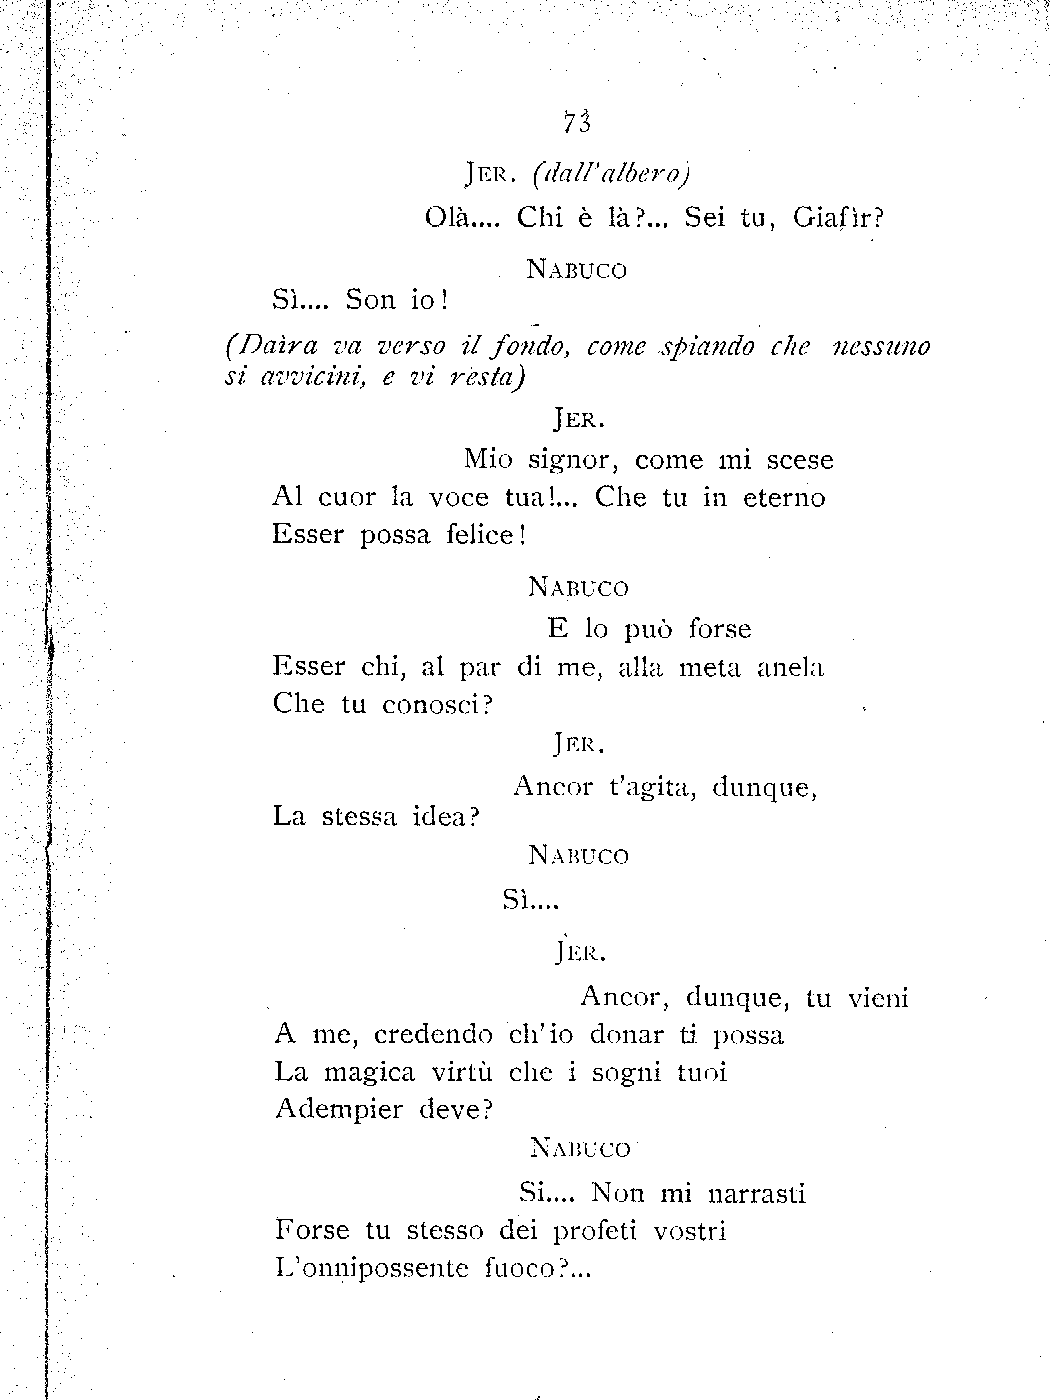 73
JER. (dall'albero)
Olà.... Chi è là?... Sei tu, Giafìr?
NABUCO
Sì.... Son io!
(Daìra va verso il fondo, come spiando che nessuno
si avvicini, e vi resta)
JER.
Mio signor, come mi scese
Al cuor la voce tua!... Che tu in eterno
Esser possa felice!
NABUCO
E lo può forse
Esser chi, al par di me, alla meta anela
Che tu conosci?
JER.
Ancor t'agita, dunque,
La stessa idea?
NABUCO
Sì....
JER.
Ancor, dunque, tu vieni
A me, credendo ch'io donar ti possa
La magica virtù che i sogni tuoi
Adempier deve?
NABUCO
Si.... Non mi narrasti
Forse tu stesso dei profeti vostri
L'onnipossente fuoco?...